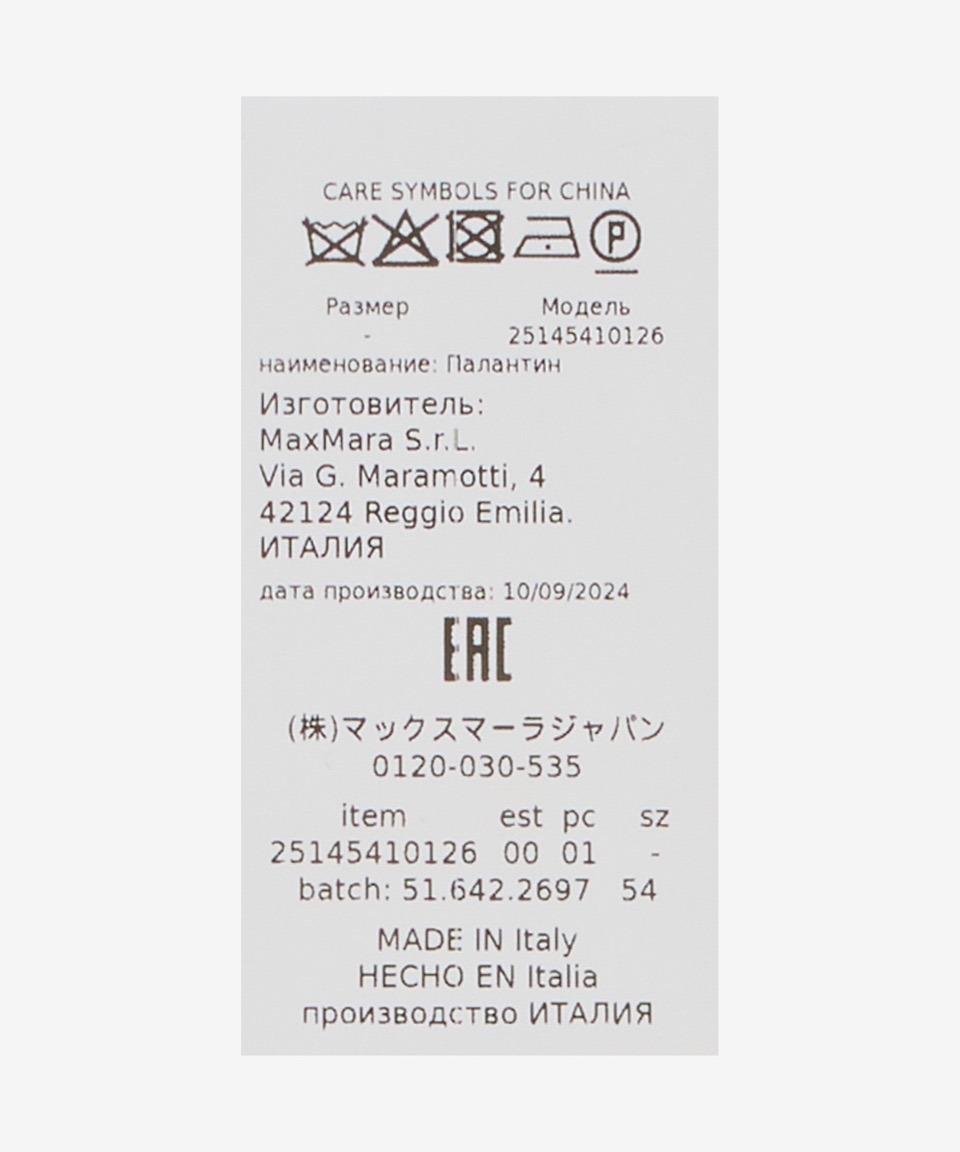 CARE SYMBOLS FOR CHINA
P
Размер Модель
- 25145410126
наименование: Палантин
Изготовитель:
MaxMara S.r.L.
Via G. Maramotti, 4
42124 Reggio Emilia.
ИТАЛИЯ
дата производства: 10/09/2024
EAC
(株)マックスマーラジャパン
0120-030-535
item est pc sz
25145410126 00 01 -
batch: 51.642.2697 54
MADE IN Italy
HECHO EN Italia
производство ИТАЛИЯ